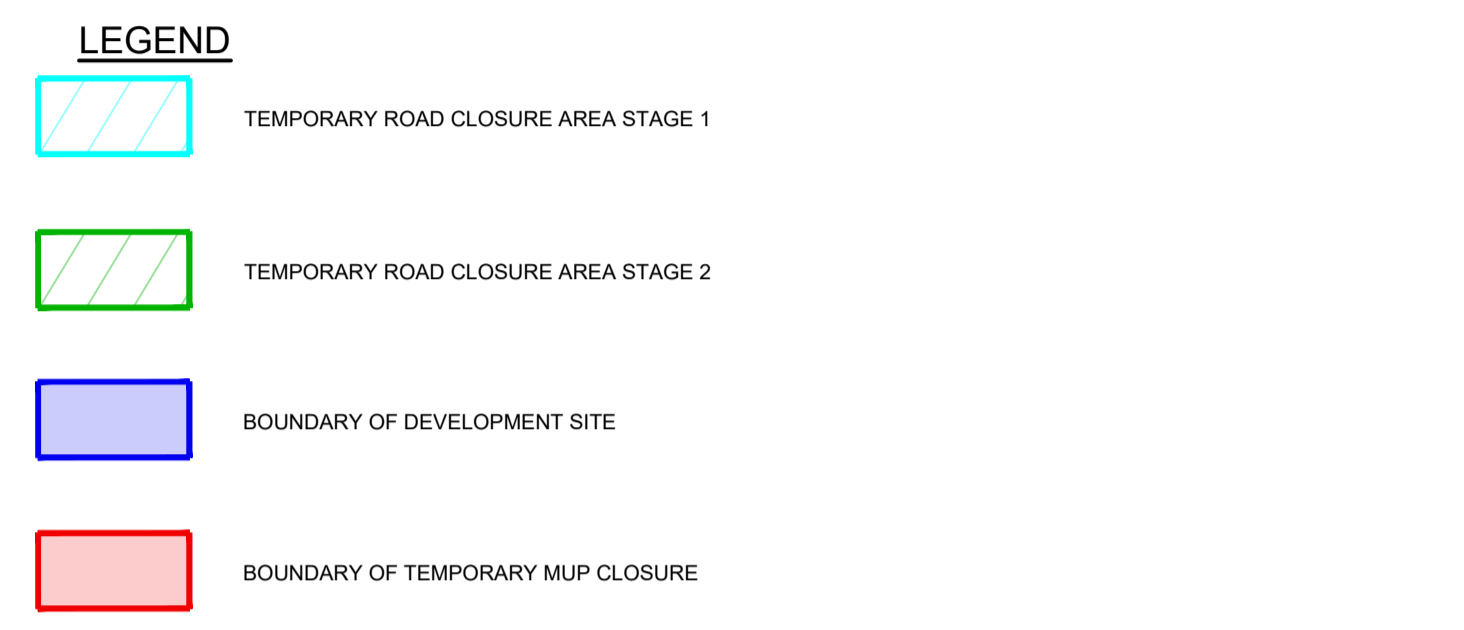 LEGEND
TEMPORARY ROAD CLOSURE AREA STAGE 1
TEMPORARY ROAD CLOSURE AREA STAGE 2
BOUNDARY OF DEVELOPMENT SITE
BOUNDARY OF TEMPORARY MUP CLOSURE